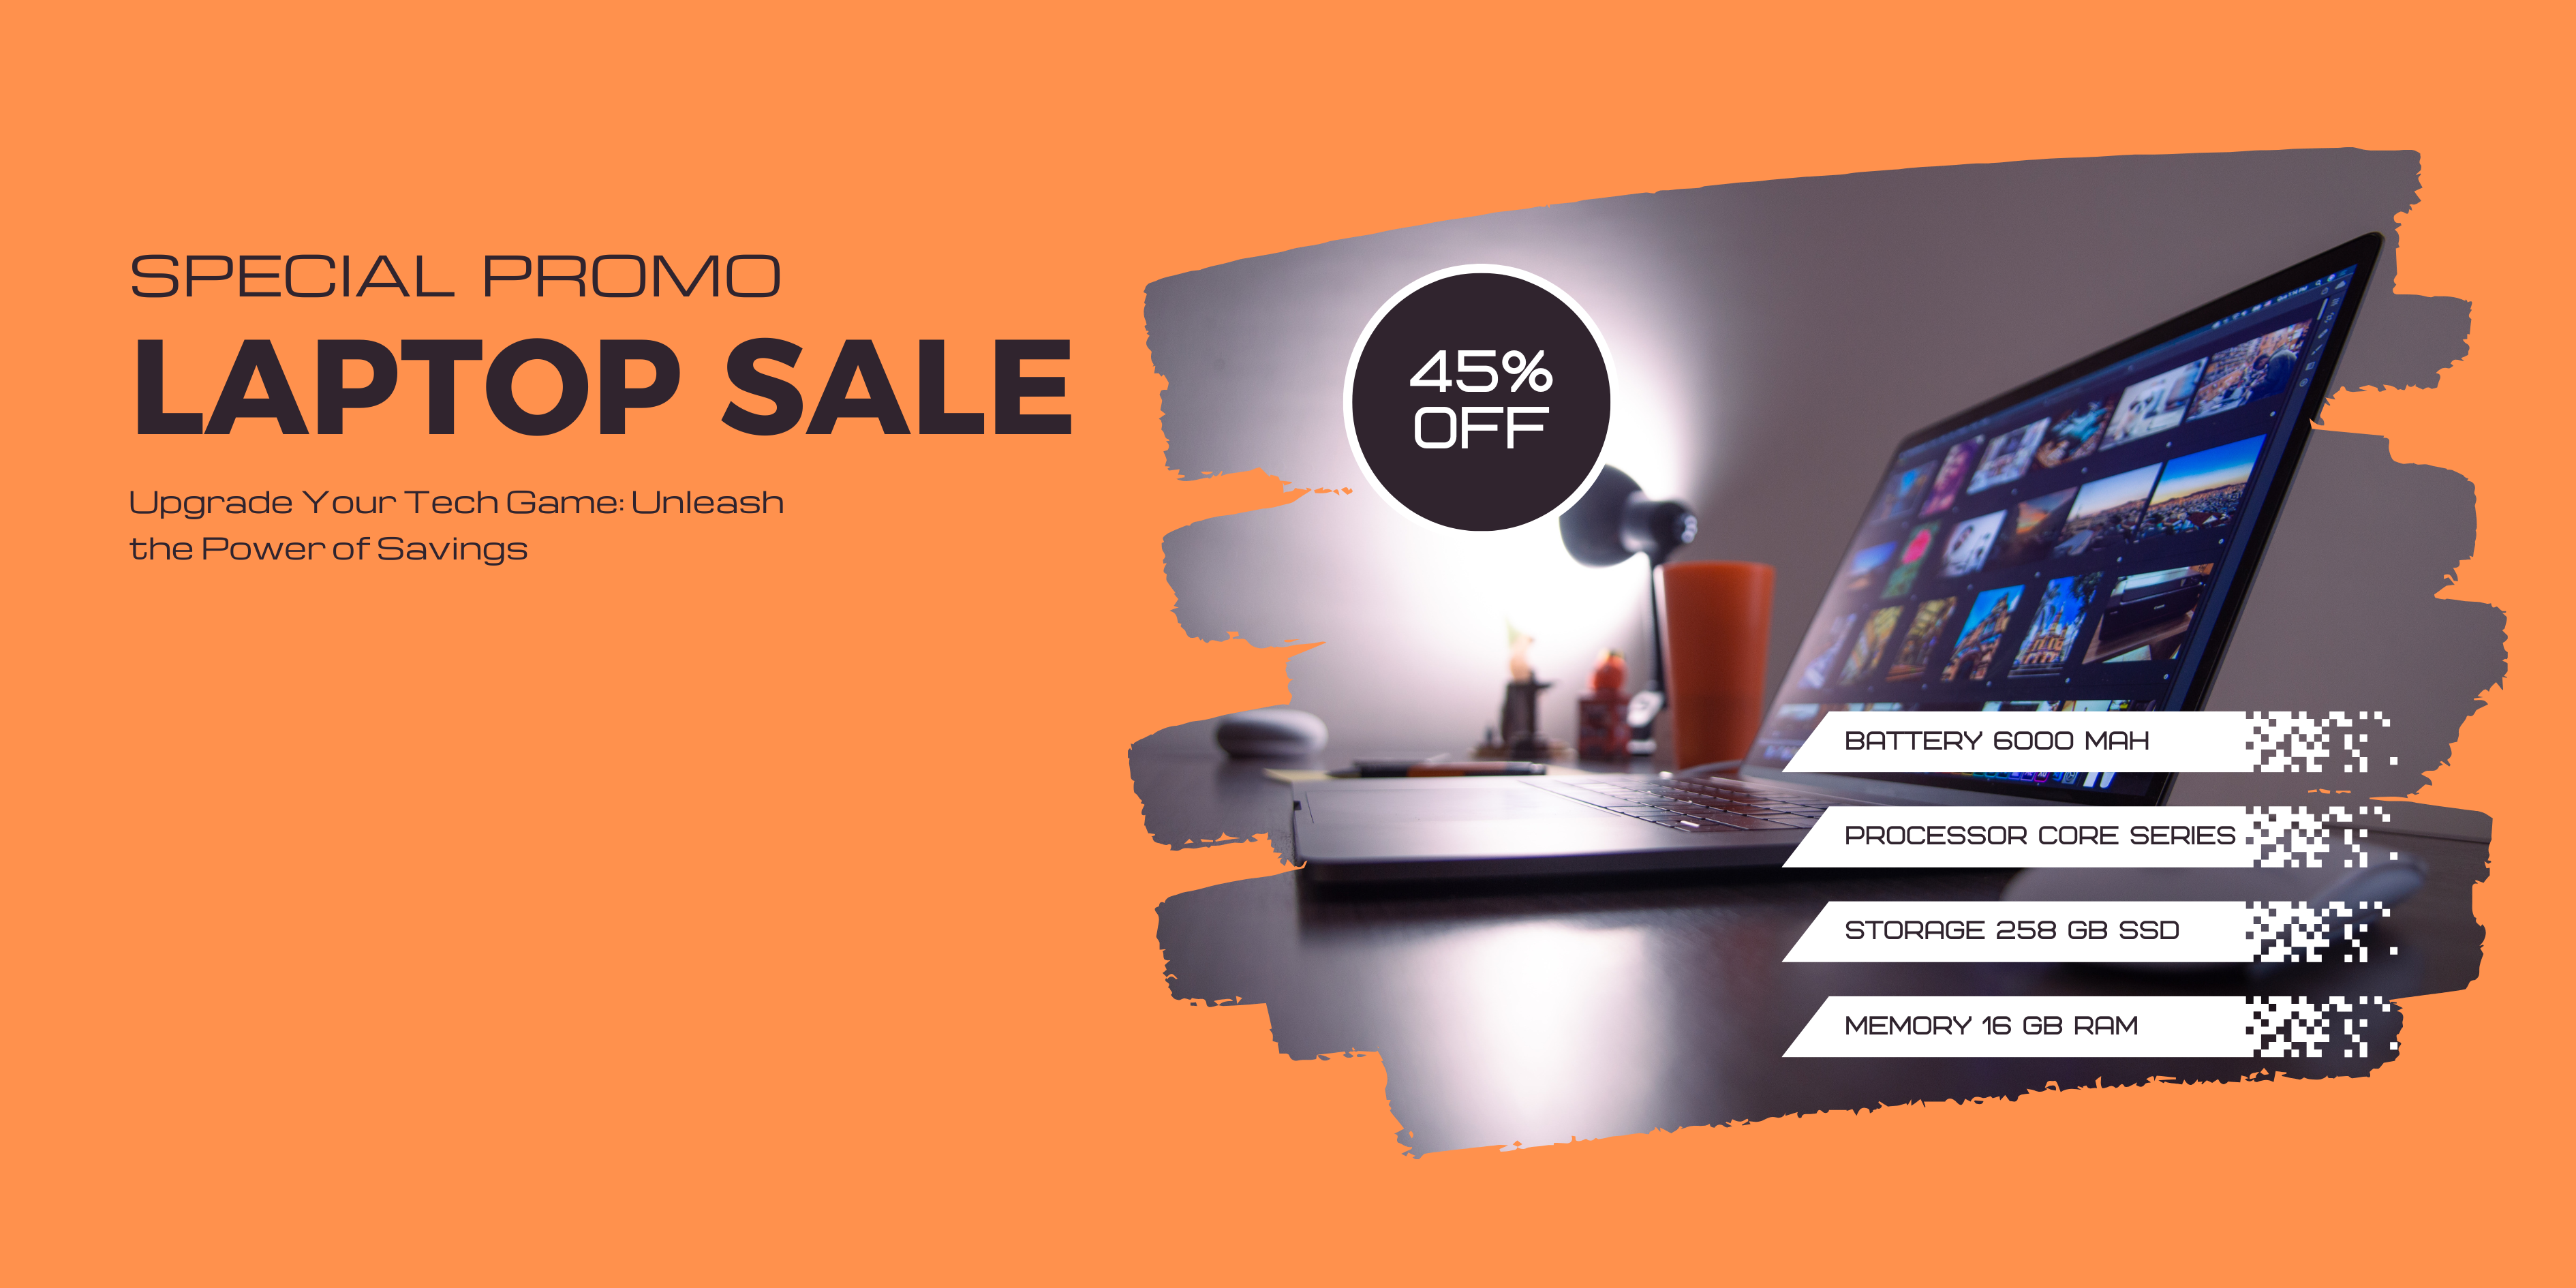 SPECIAL PROMO
LAPTOP SALE
Upgrade Your Tech Game: Unleash
the Power of Savings
45%
OFF
BATTERY 6000 MAH
PROCESSOR CORE SERIES
STORAGE 258 GB SSD
MEMORY 16 GB RAM